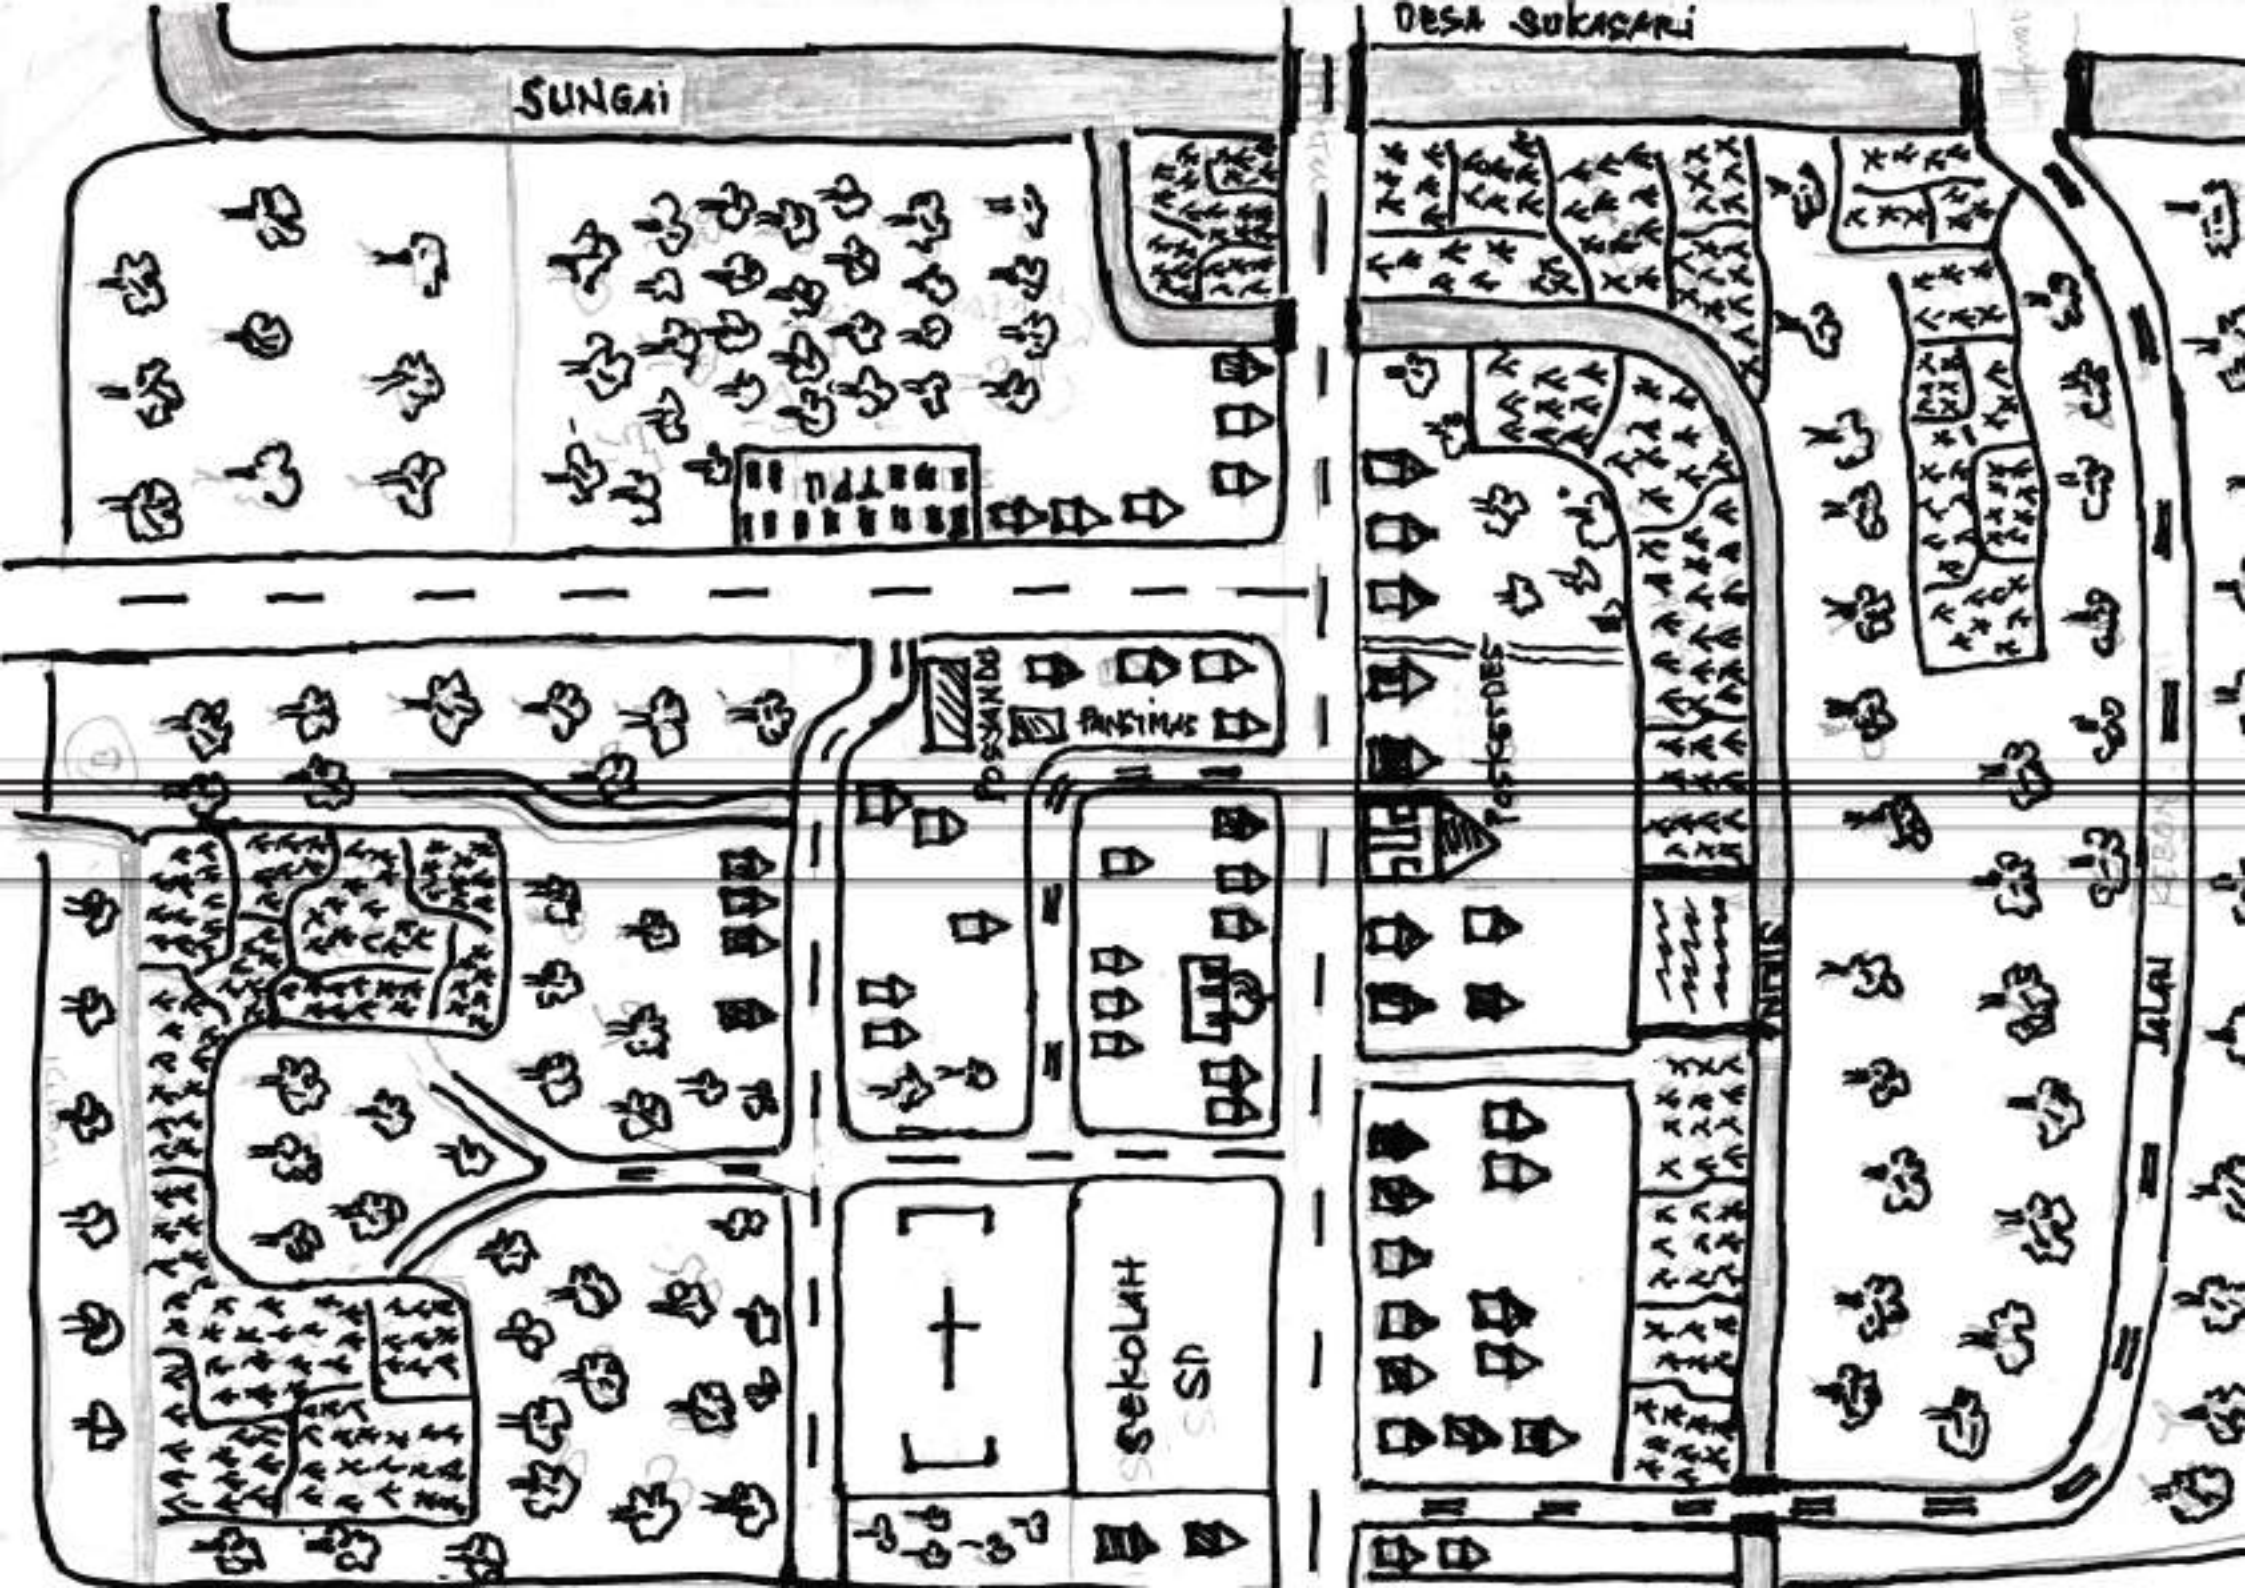 DESA SUKASARI
SUNGAI
TPU
POSYANDU
PANSIMAS
POSKESDES
JALAN
SEKOLAH
SD